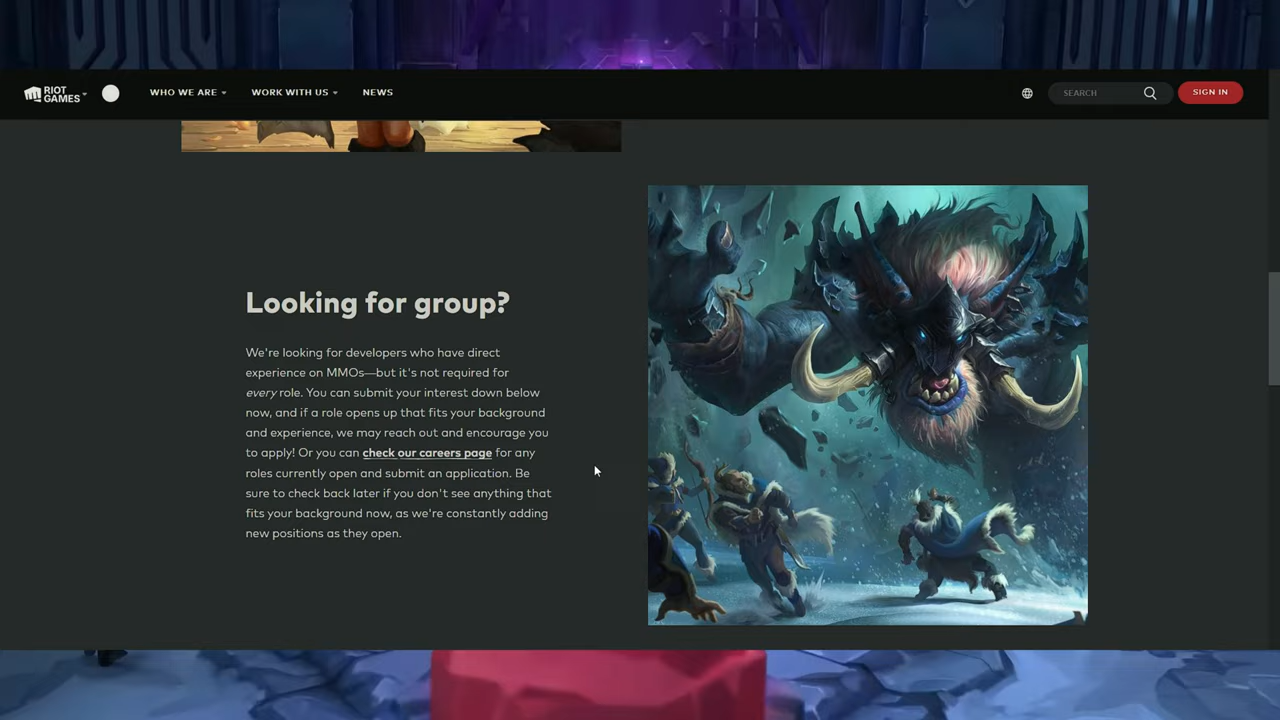 RIOT
GAMES
WHO WE ARE
WORK WITH US
NEWS
SEARCH
SIGN IN
Looking for group?
We're looking for developers who have direct
experience on MMOs—but it's not required for
every role. You can submit your interest down below
now, and if a role opens up that fits your background
and experience, we may reach out and encourage you
to apply! Or you can check our careers page for any
roles currently open and submit an application. Be
sure to check back later if you don't see anything that
fits your background now, as we're constantly adding
new positions as they open.